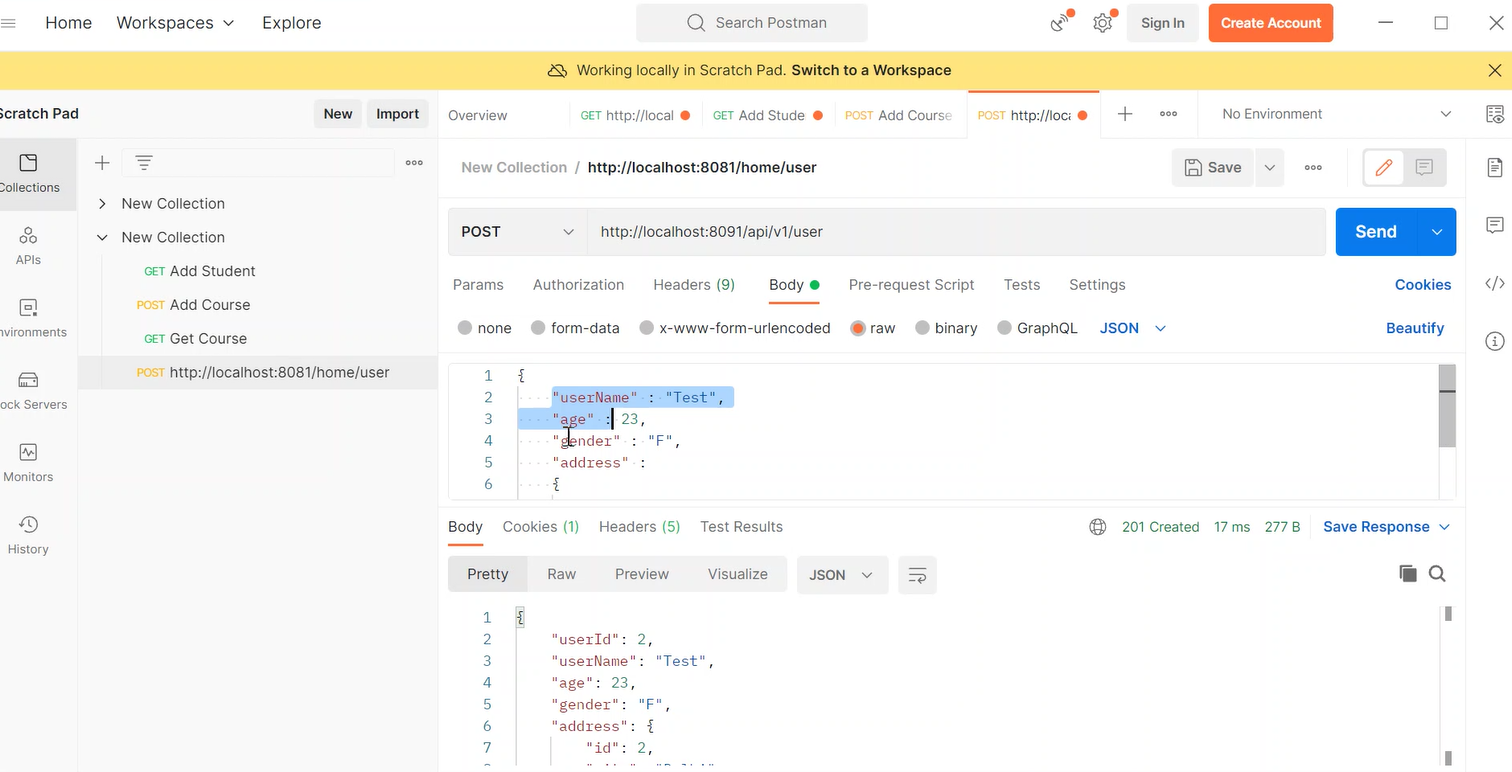 Home Workspaces Explore Search Postman Sign In Create Account
Working locally in Scratch Pad. Switch to a Workspace
Scratch Pad New Import Overview GET http://local GET Add Stude POST Add Course POST http://loca No Environment
New Collection / http://localhost:8081/home/user Save
Collections
New Collection
New Collection
GET Add Student
POST Add Course
GET Get Course
POST http://localhost:8081/home/user
APIs
nvironments
ock Servers
Monitors
History
POST http://localhost:8091/api/v1/user Send
Params Authorization Headers (9) Body Pre-request Script Tests Settings Cookies
none form-data x-www-form-urlencoded raw binary GraphQL JSON Beautify
1 {
2 "userName" : "Test",
3 "age" : 23,
4 "gender" : "F",
5 "address" :
6 {
Body Cookies (1) Headers (5) Test Results 201 Created 17 ms 277 B Save Response
Pretty Raw Preview Visualize JSON
1 {
2 "userId": 2,
3 "userName": "Test",
4 "age": 23,
5 "gender": "F",
6 "address": {
7 "id": 2,